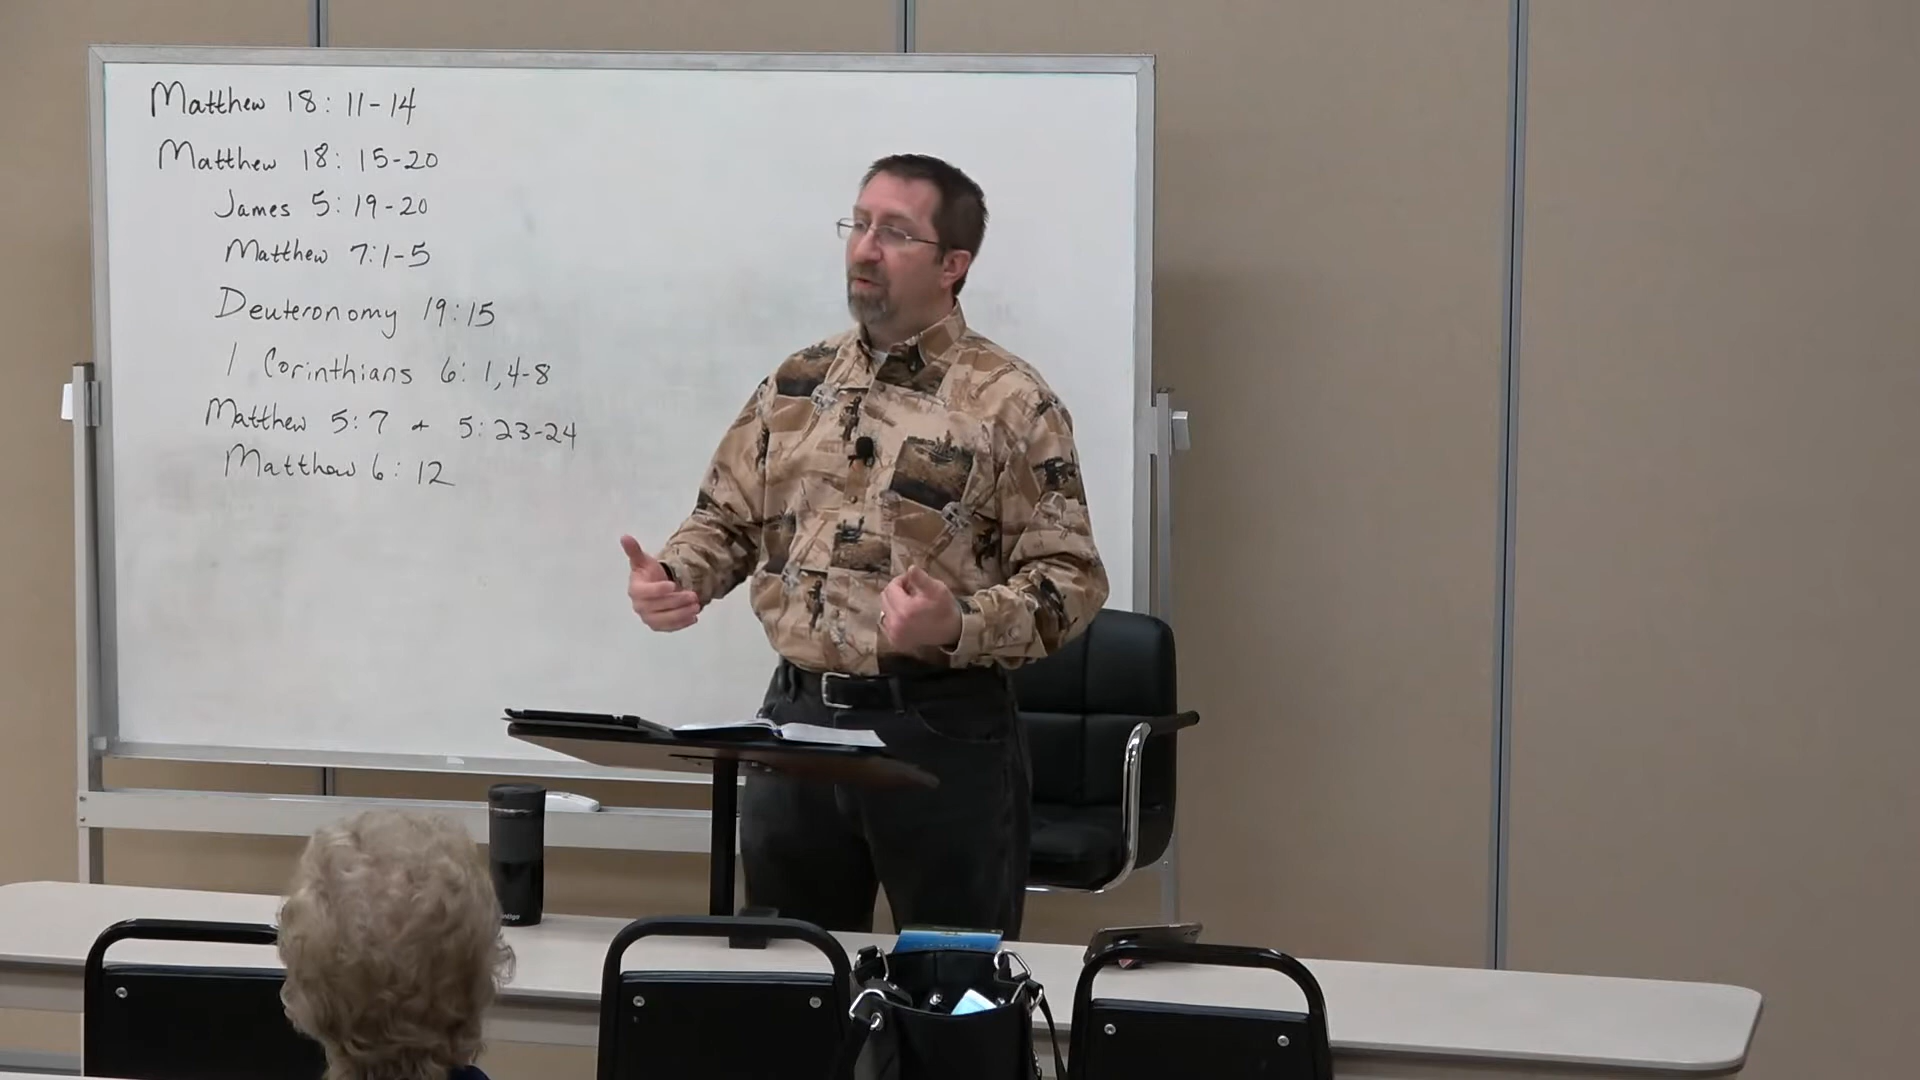 Matthew 18: 11-14
Matthew 18: 15-20
James 5: 19-20
Matthew 7:1-5
Deuteronomy 19:15
1 Corinthians 6: 1,4-8
Matthew 5:7 + 5:23-24
Matthew 6:12